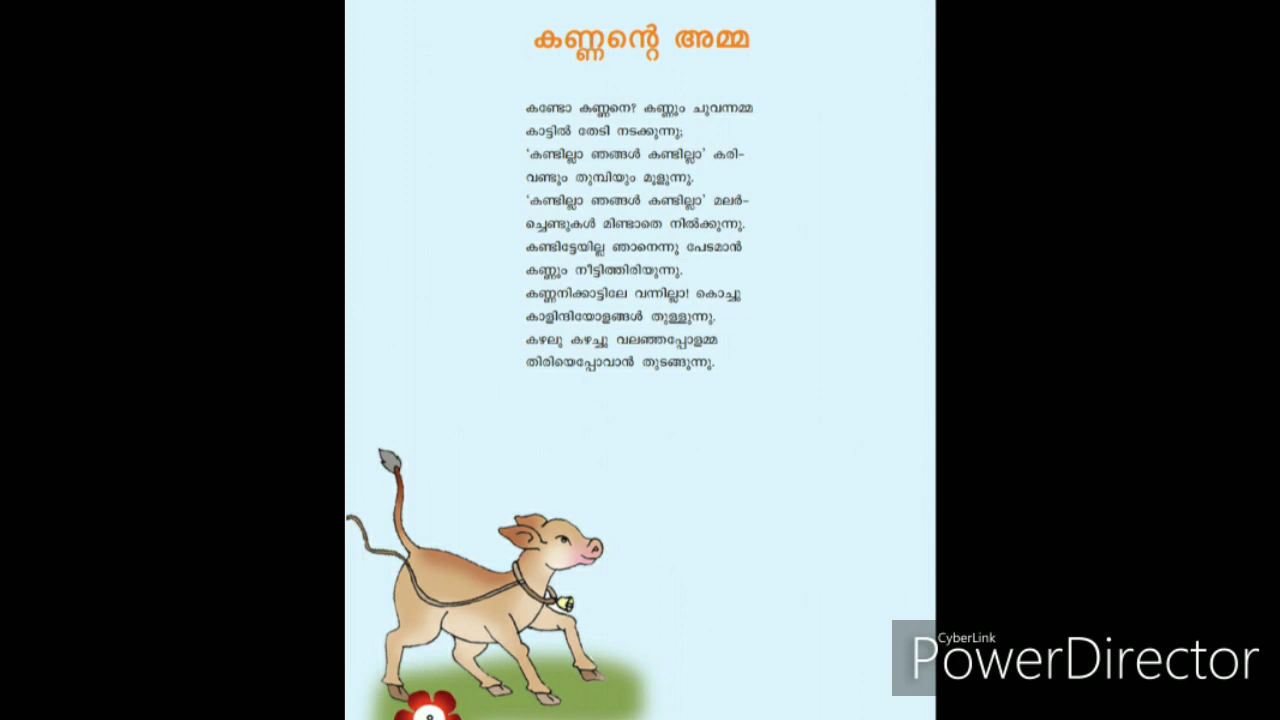 കണ്ണന്റെ അമ്മ
കണ്ടോ കണ്ണനെ? കണ്ണും ചുവന്നമ്മ
കാട്ടിൽ തേടി നടക്കുന്നു;
‘കണ്ടില്ലാ ഞങ്ങൾ കണ്ടില്ലാ’ കരി-
വണ്ടും തുമ്പിയും മൂളുന്നു.
‘കണ്ടില്ലാ ഞങ്ങൾ കണ്ടില്ലാ’ മലർ-
ച്ചെണ്ടുകൾ മിണ്ടാതെ നിൽക്കുന്നു.
കണ്ടിട്ടേയില്ല ഞാനെന്നു പേടമാൻ
കണ്ണും നീട്ടിത്തിരിയുന്നു.
കണ്ണനിക്കാട്ടിലേ വന്നില്ലാ! കൊച്ചു
കാളിന്ദിയോളങ്ങൾ തുള്ളുന്നു.
കഴലു കഴച്ചു വലഞ്ഞപ്പോളമ്മ
തിരിയെപ്പോവാൻ തുടങ്ങുന്നു.
CyberLink
PowerDirector